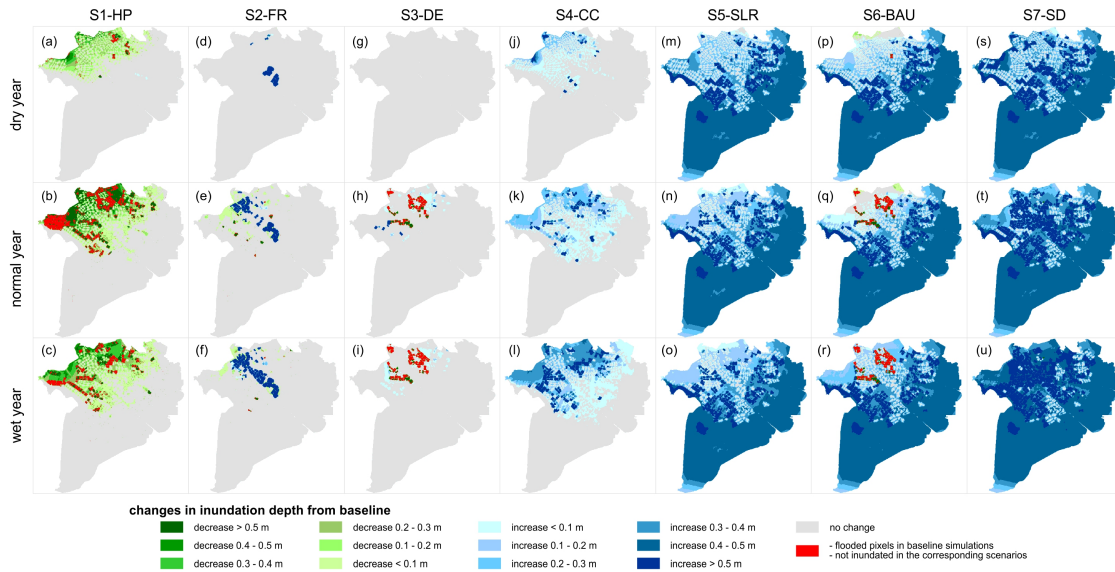 S1-HP S2-FR S3-DE S4-CC S5-SLR S6-BAU S7-SD
dry year
(a) (d) (g) (j) (m) (p) (s)
normal year
(b) (e) (h) (k) (n) (q) (t)
wet year
(c) (f) (i) (l) (o) (r) (u)
changes in inundation depth from baseline
decrease > 0.5 m
decrease 0.4 - 0.5 m
decrease 0.3 - 0.4 m
decrease 0.2 - 0.3 m
decrease 0.1 - 0.2 m
decrease < 0.1 m
increase < 0.1 m
increase 0.1 - 0.2 m
increase 0.2 - 0.3 m
increase 0.3 - 0.4 m
increase 0.4 - 0.5 m
increase > 0.5 m
no change
- flooded pixels in baseline simulations
- not inundated in the corresponding scenarios